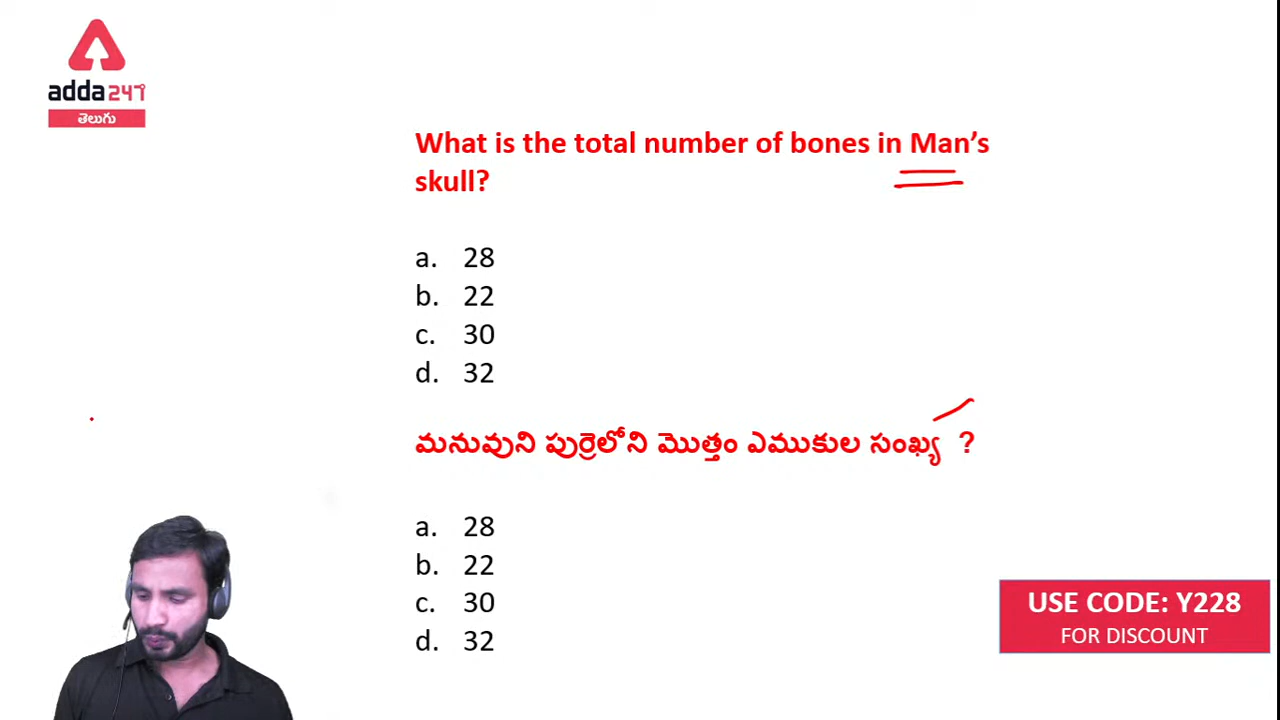 adda247
తెలుగు
What is the total number of bones in Man’s
skull?
a. 28
b. 22
c. 30
d. 32
మనువుని పుర్రెలోని మొత్తం ఎముకుల సంఖ్య ?
a. 28
b. 22
c. 30
d. 32
USE CODE: Y228
FOR DISCOUNT